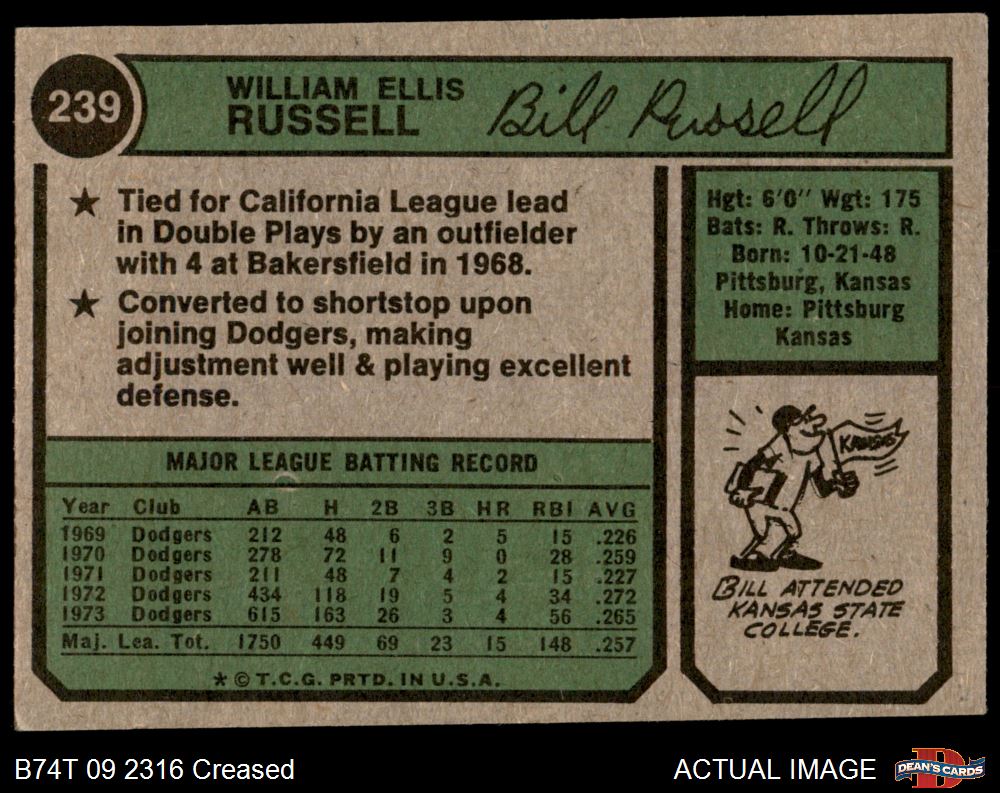 239
WILLIAM ELLIS
RUSSELL
Bill Russell
★ Tied for California League lead
in Double Plays by an outfielder
with 4 at Bakersfield in 1968.
★ Converted to shortstop upon
joining Dodgers, making
adjustment well & playing excellent
defense.
Hgt: 6'0'' Wgt: 175
Bats: R. Throws: R.
Born: 10-21-48
Pittsburg, Kansas
Home: Pittsburg
Kansas
MAJOR LEAGUE BATTING RECORD
Year Club AB H 2B 3B HR RBI AVG
1969 Dodgers 212 48 6 2 5 15 .226
1970 Dodgers 278 72 11 9 0 28 .259
1971 Dodgers 211 48 7 4 2 15 .227
1972 Dodgers 434 118 19 5 4 34 .272
1973 Dodgers 615 163 26 3 4 56 .265
Maj. Lea. Tot. 1750 449 69 23 15 148 .257
* © T.C.G. PRTD. IN U.S.A.
KANSAS
BILL ATTENDED
KANSAS STATE
COLLEGE.
B74T 09 2316 Creased
ACTUAL IMAGE
DEAN'S CARDS